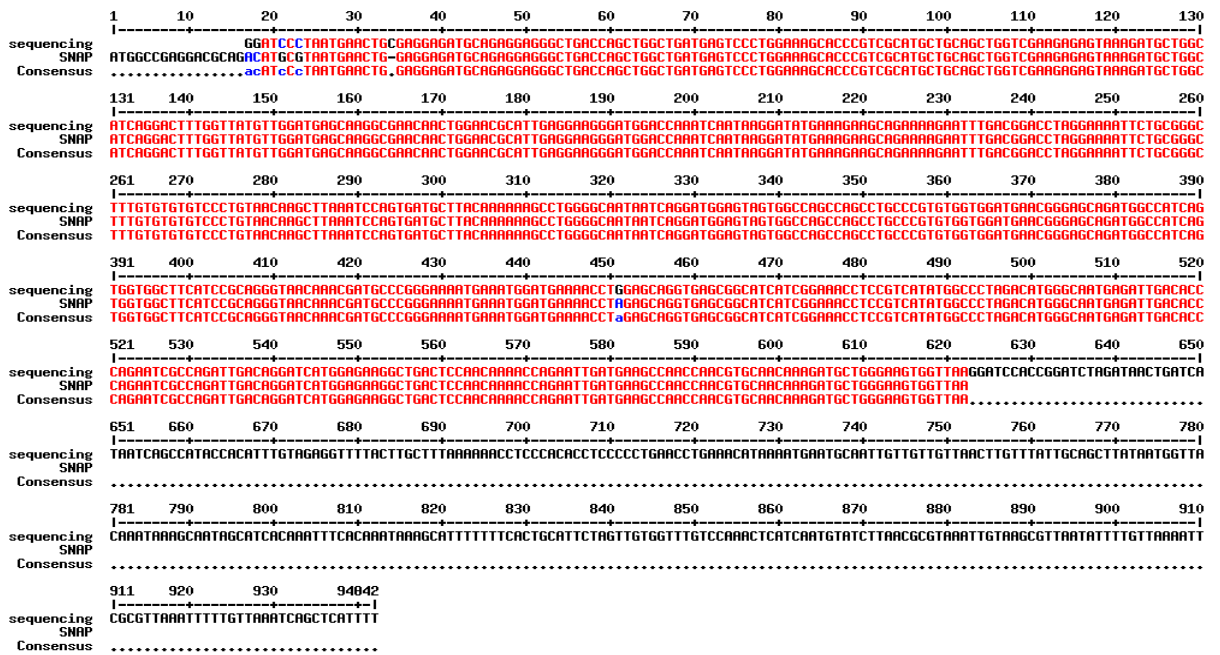 1 10 20 30 40 50 60 70 80 90 100 110 120 130
|--------+---------+---------+---------+---------+---------+---------+---------+---------+---------+---------+---------+---------|
sequencing GGATCCCTAATGAACTGCGAGGAGATGCAGAGGAGGGCTGACCAGCTGGCTGATGAGTCCCTGGAAAGCACCCGTCGCATGCTGCAGCTGGTCGAAGAGAGTAAAGATGCTGGC
SNAP ATGGCCGAGGACGCAGACATGCGTAATGAACTG-GAGGAGATGCAGAGGAGGGCTGACCAGCTGGCTGATGAGTCCCTGGAAAGCACCCGTCGCATGCTGCAGCTGGTCGAAGAGAGTAAAGATGCTGGC
Consensus ................acATcCcTAATGAACTG.GAGGAGATGCAGAGGAGGGCTGACCAGCTGGCTGATGAGTCCCTGGAAAGCACCCGTCGCATGCTGCAGCTGGTCGAAGAGAGTAAAGATGCTGGC
131 140 150 160 170 180 190 200 210 220 230 240 250 260
|--------+---------+---------+---------+---------+---------+---------+---------+---------+---------+---------+---------+---------|
sequencing ATCAGGACTTTGGTTATGTTGGATGAGCAAGGCGAACAACTGGAACGCATTGAGGAAGGGATGGACCAAATCAATAAGGATATGAAAGAAGCAGAAAAGAATTTGACGGACCTAGGAAAATTCTGCGGGC
SNAP ATCAGGACTTTGGTTATGTTGGATGAGCAAGGCGAACAACTGGAACGCATTGAGGAAGGGATGGACCAAATCAATAAGGATATGAAAGAAGCAGAAAAGAATTTGACGGACCTAGGAAAATTCTGCGGGC
Consensus ATCAGGACTTTGGTTATGTTGGATGAGCAAGGCGAACAACTGGAACGCATTGAGGAAGGGATGGACCAAATCAATAAGGATATGAAAGAAGCAGAAAAGAATTTGACGGACCTAGGAAAATTCTGCGGGC
261 270 280 290 300 310 320 330 340 350 360 370 380 390
|--------+---------+---------+---------+---------+---------+---------+---------+---------+---------+---------+---------+---------|
sequencing TTTGTGTGTGTCCCTGTAACAAGCTTAAATCCAGTGATGCTTACAAAAAAGCCTGGGGCAATAATCAGGATGGAGTAGTGGCCAGCCAGCCTGCCCGTGTGGTGGATGAACGGGAGCAGATGGCCATCAG
SNAP TTTGTGTGTGTCCCTGTAACAAGCTTAAATCCAGTGATGCTTACAAAAAAGCCTGGGGCAATAATCAGGATGGAGTAGTGGCCAGCCAGCCTGCCCGTGTGGTGGATGAACGGGAGCAGATGGCCATCAG
Consensus TTTGTGTGTGTCCCTGTAACAAGCTTAAATCCAGTGATGCTTACAAAAAAGCCTGGGGCAATAATCAGGATGGAGTAGTGGCCAGCCAGCCTGCCCGTGTGGTGGATGAACGGGAGCAGATGGCCATCAG
391 400 410 420 430 440 450 460 470 480 490 500 510 520
|--------+---------+---------+---------+---------+---------+---------+---------+---------+---------+---------+---------+---------|
sequencing TGGTGGCTTCATCCGCAGGGTAACAAACGATGCCCGGGAAAATGAAATGGATGAAAACCTGGAGCAGGTGAGCGGCATCATCGGAAACCTCCGTCATATGGCCCTAGACATGGGCAATGAGATTGACACC
SNAP TGGTGGCTTCATCCGCAGGGTAACAAACGATGCCCGGGAAAATGAAATGGATGAAAACCTAGAGCAGGTGAGCGGCATCATCGGAAACCTCCGTCATATGGCCCTAGACATGGGCAATGAGATTGACACC
Consensus TGGTGGCTTCATCCGCAGGGTAACAAACGATGCCCGGGAAAATGAAATGGATGAAAACCTaGAGCAGGTGAGCGGCATCATCGGAAACCTCCGTCATATGGCCCTAGACATGGGCAATGAGATTGACACC
521 530 540 550 560 570 580 590 600 610 620 630 640 650
|--------+---------+---------+---------+---------+---------+---------+---------+---------+---------+---------+---------+---------|
sequencing CAGAATCGCCAGATTGACAGGATCATGGAGAAGGCTGACTCCAACAAAACCAGAATTGATGAAGCCAACCAACGTGCAACAAAGATGCTGGGAAGTGGTTAAGGATCCACCGGATCTAGATAACTGATCA
SNAP CAGAATCGCCAGATTGACAGGATCATGGAGAAGGCTGACTCCAACAAAACCAGAATTGATGAAGCCAACCAACGTGCAACAAAGATGCTGGGAAGTGGTTAA
Consensus CAGAATCGCCAGATTGACAGGATCATGGAGAAGGCTGACTCCAACAAAACCAGAATTGATGAAGCCAACCAACGTGCAACAAAGATGCTGGGAAGTGGTTAA............................
651 660 670 680 690 700 710 720 730 740 750 760 770 780
|--------+---------+---------+---------+---------+---------+---------+---------+---------+---------+---------+---------+---------|
sequencing TAATCAGCCATACCACATTTGTAGAGGTTTTACTTGCTTTAAAAAACCTCCCACACCTCCCCCTGAACCTGAAACATAAAATGAATGCAATTGTTGTTGTTAACTTGTTTATTGCAGCTTATAATGGTTA
SNAP
Consensus ..................................................................................................................................
781 790 800 810 820 830 840 850 860 870 880 890 900 910
|--------+---------+---------+---------+---------+---------+---------+---------+---------+---------+---------+---------+---------|
sequencing CAAATAAAGCAATAGCATCACAAATTTCACAAATAAAGCATTTTTTTCACTGCATTCTAGTTGTGGTTTGTCCAAACTCATCAATGTATCTTAACGCGTAAATTGTAAGCGTTAATATTTTGTTAAAATT
SNAP
Consensus ..................................................................................................................................
911 920 930 94042
|--------+---------+---------+-|
sequencing CGCGTTAAATTTTTGTTAAATCAGCTCATTTT
SNAP
Consensus ................................